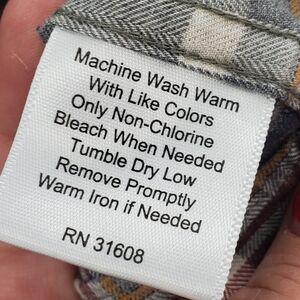 Machine Wash Warm
With Like Colors
Only Non-Chlorine
Bleach When Needed
Tumble Dry Low
Remove Promptly
Warm Iron if Needed
RN 31608